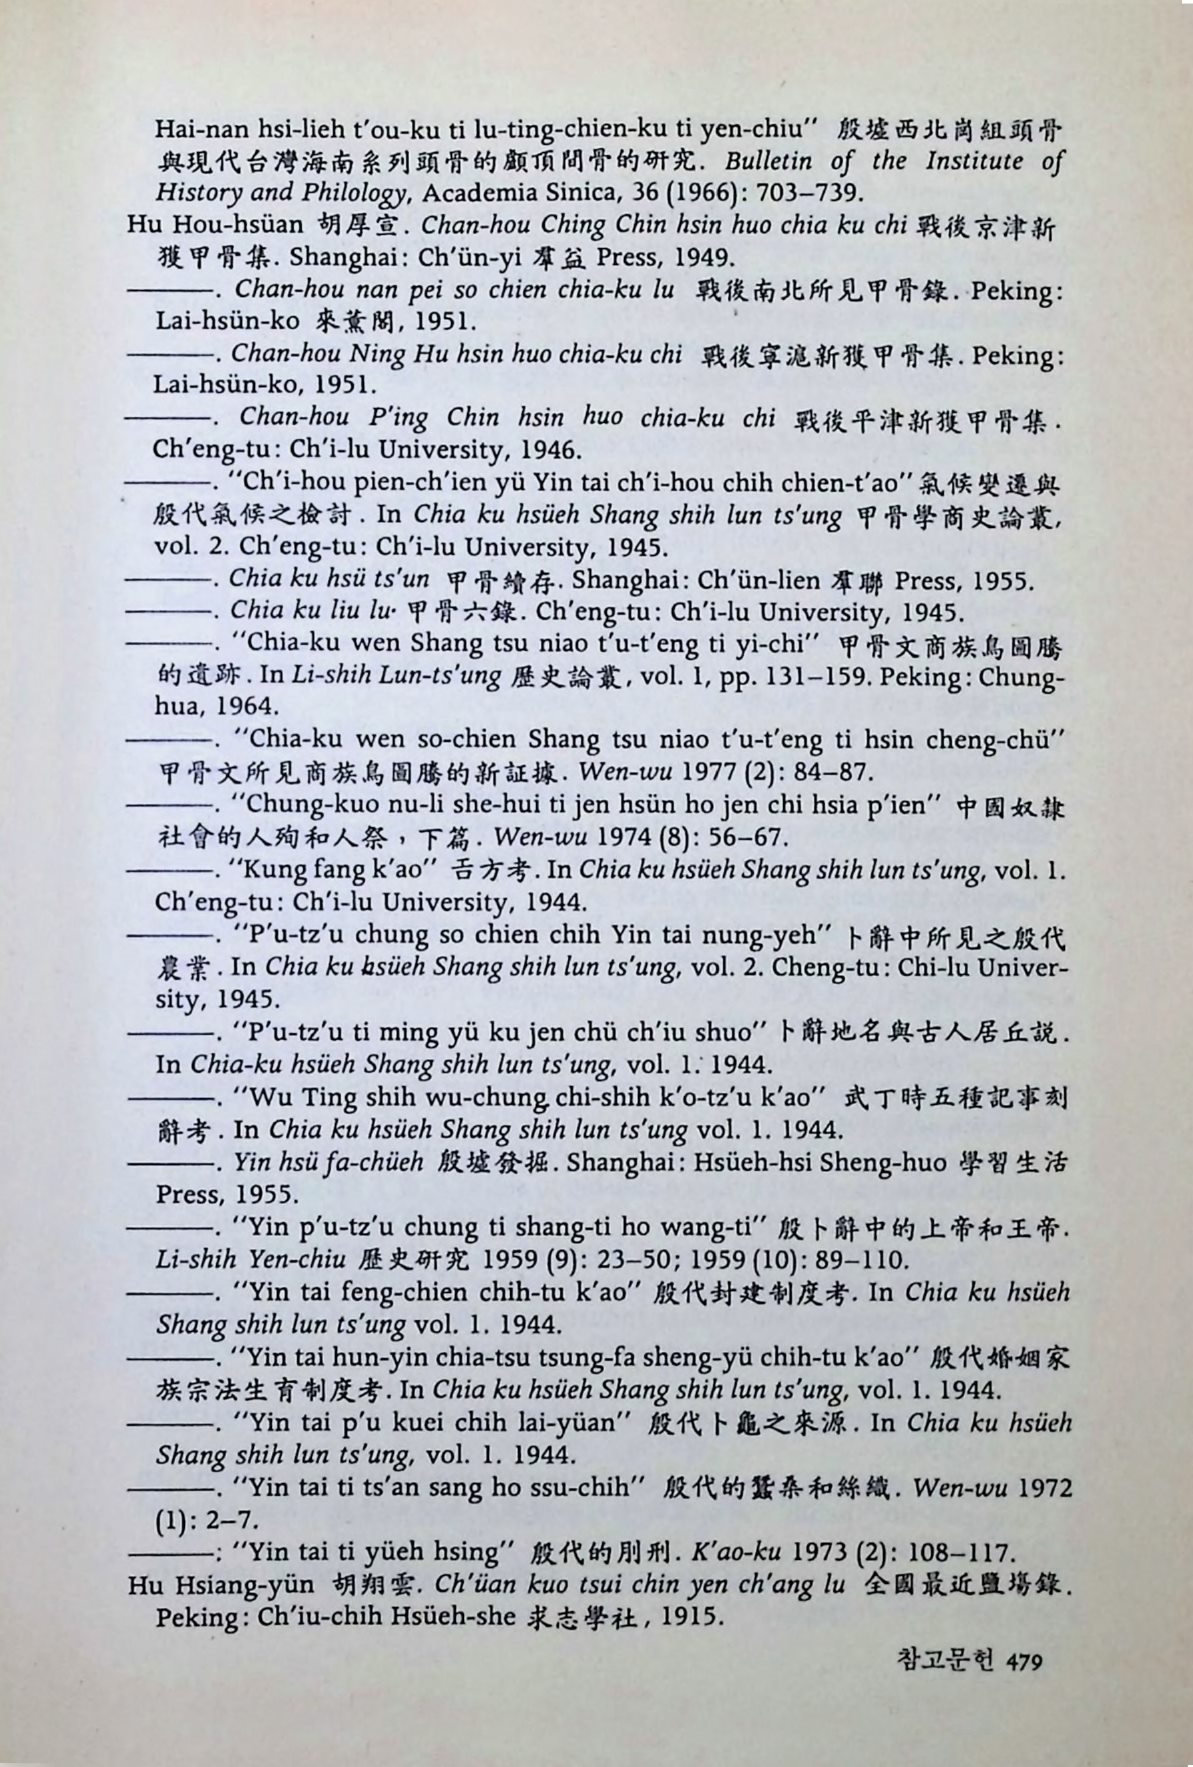 Hai-nan hsi-lieh t'ou-ku ti lu-ting-chien-ku ti yen-chiu" 殷墟西北崗組頭骨
與現代台灣海南系列頭骨的顱頂間骨的研究. Bulletin of the Institute of
History and Philology, Academia Sinica, 36 (1966): 703–739.
Hu Hou-hsüan 胡厚宣. Chan-hou Ching Chin hsin huo chia ku chi 戰後京津新
獲甲骨集. Shanghai: Ch'ün-yi 羣益 Press, 1949.
———. Chan-hou nan pei so chien chia-ku lu 戰後南北所見甲骨錄. Peking:
Lai-hsün-ko 來薰閣, 1951.
———. Chan-hou Ning Hu hsin huo chia-ku chi 戰後寧滬新獲甲骨集. Peking:
Lai-hsün-ko, 1951.
———. Chan-hou P'ing Chin hsin huo chia-ku chi 戰後平津新獲甲骨集.
Ch'eng-tu: Ch'i-lu University, 1946.
———. "Ch'i-hou pien-ch'ien yü Yin tai ch'i-hou chih chien-t'ao" 氣候變遷與
殷代氣候之檢討. In Chia ku hsüeh Shang shih lun ts'ung 甲骨學商史論叢,
vol. 2. Ch'eng-tu: Ch'i-lu University, 1945.
———. Chia ku hsü ts'un 甲骨續存. Shanghai: Ch'ün-lien 羣聯 Press, 1955.
———. Chia ku liu lu 甲骨六錄. Ch'eng-tu: Ch'i-lu University, 1945.
———. "Chia-ku wen Shang tsu niao t'u-t'eng ti yi-chi" 甲骨文商族鳥圖騰
的遺跡. In Li-shih Lun-ts'ung 歷史論叢, vol. 1, pp. 131–159. Peking: Chung-
hua, 1964.
———. "Chia-ku wen so-chien Shang tsu niao t'u-t'eng ti hsin cheng-chü"
甲骨文所見商族鳥圖騰的新証據. Wen-wu 1977 (2): 84–87.
———. "Chung-kuo nu-li she-hui ti jen hsün ho jen chi hsia p'ien" 中國奴隸
社會的人殉和人祭，下篇. Wen-wu 1974 (8): 56–67.
———. "Kung fang k'ao" 𢀛方考. In Chia ku hsüeh Shang shih lun ts'ung, vol. 1.
Ch'eng-tu: Ch'i-lu University, 1944.
———. "P'u-tz'u chung so chien chih Yin tai nung-yeh" 卜辭中所見之殷代
農業. In Chia ku hsüeh Shang shih lun ts'ung, vol. 2. Cheng-tu: Chi-lu Univer-
sity, 1945.
———. "P'u-tz'u ti ming yü ku jen chü ch'iu shuo" 卜辭地名與古人居丘説.
In Chia-ku hsüeh Shang shih lun ts'ung, vol. 1. 1944.
———. "Wu Ting shih wu-chung chi-shih k'o-tz'u k'ao" 武丁時五種記事刻
辭考. In Chia ku hsüeh Shang shih lun ts'ung vol. 1. 1944.
———. Yin hsü fa-chüeh 殷墟發掘. Shanghai: Hsüeh-hsi Sheng-huo 學習生活
Press, 1955.
———. "Yin p'u-tz'u chung ti shang-ti ho wang-ti" 殷卜辭中的上帝和王帝.
Li-shih Yen-chiu 歷史研究 1959 (9): 23–50; 1959 (10): 89–110.
———. "Yin tai feng-chien chih-tu k'ao" 殷代封建制度考. In Chia ku hsüeh
Shang shih lun ts'ung vol. 1. 1944.
———. "Yin tai hun-yin chia-tsu tsung-fa sheng-yü chih-tu k'ao" 殷代婚姻家
族宗法生育制度考. In Chia ku hsüeh Shang shih lun ts'ung, vol. 1. 1944.
———. "Yin tai p'u kuei chih lai-yüan" 殷代卜龜之來源. In Chia ku hsüeh
Shang shih lun ts'ung, vol. 1. 1944.
———. "Yin tai ti ts'an sang ho ssu-chih" 殷代的蠶桑和絲織. Wen-wu 1972
(1): 2–7.
———: "Yin tai ti yüeh hsing" 殷代的刖刑. K'ao-ku 1973 (2): 108–117.
Hu Hsiang-yün 胡翔雲. Ch'üan kuo tsui chin yen ch'ang lu 全國最近鹽塲錄.
Peking: Ch'iu-chih Hsüeh-she 求志學社, 1915.
참고문헌 479